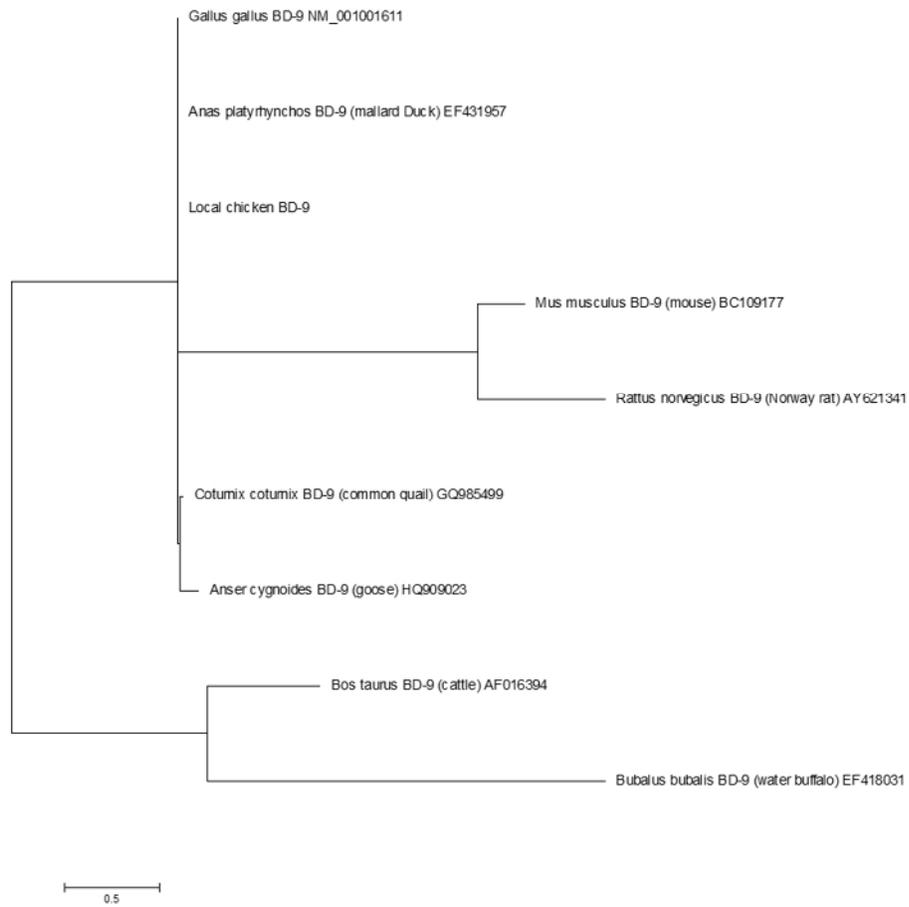 Gallus gallus BD-9 NM_001001611
Anas platyrhynchos BD-9 (mallard Duck) EF431957
Local chicken BD-9
Mus musculus BD-9 (mouse) BC109177
Rattus norvegicus BD-9 (Norway rat) AY621341
Coturnix coturnix BD-9 (common quail) GQ985499
Anser cygnoides BD-9 (goose) HQ909023
Bos taurus BD-9 (cattle) AF016394
Bubalus bubalis BD-9 (water buffalo) EF418031
0.5